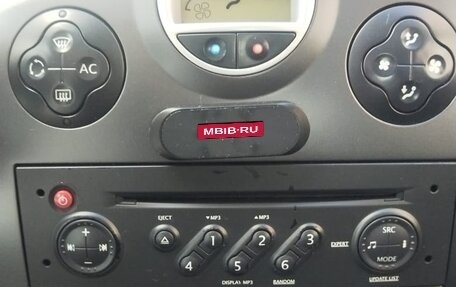 AC
MBIB·RU
EJECT
▼MP3
▲MP3
1
2
3
4
5
6
DISPLAY MP3
RANDOM
EXPERT
SRC
MODE
UPDATE LIST
+
-